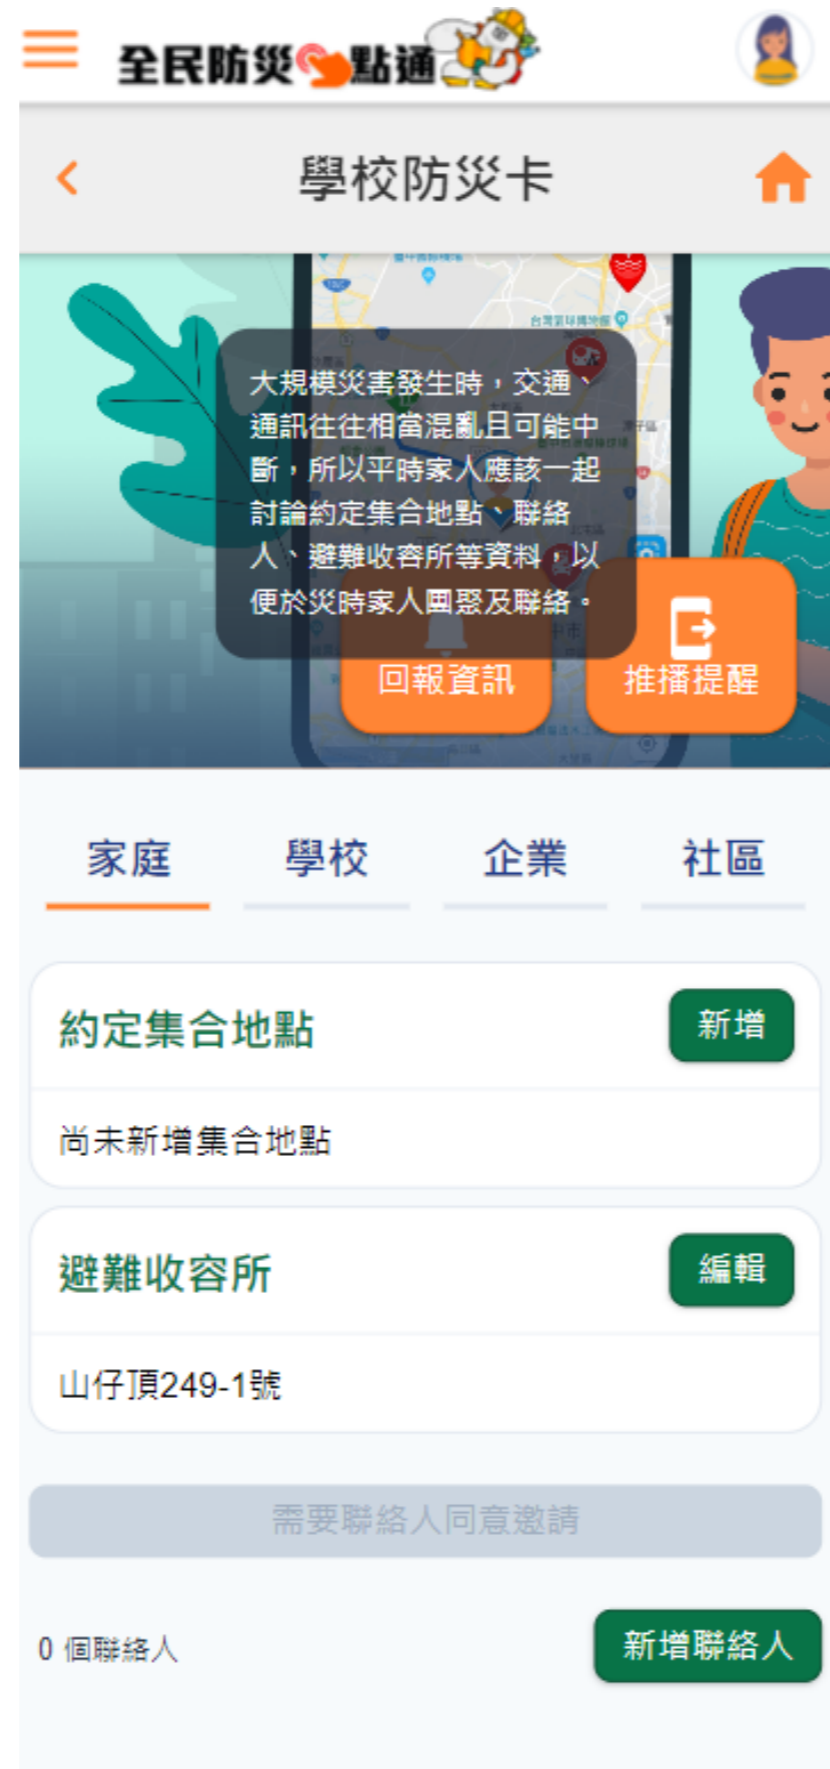 全民防災點通
學校防災卡
台灣氣球博物館
大規模災害發生時，交通、
通訊往往相當混亂且可能中
斷，所以平時家人應該一起
討論約定集合地點、聯絡
人、避難收容所等資料，以
便於災時家人團聚及聯絡。
回報資訊
推播提醒
家庭
學校
企業
社區
約定集合地點
新增
尚未新增集合地點
避難收容所
編輯
山仔頂249-1號
需要聯絡人同意邀請
0 個聯絡人
新增聯絡人